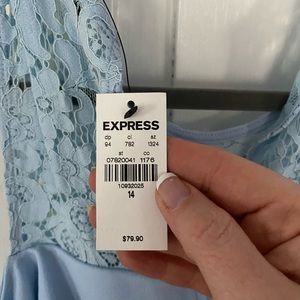 EXPRESS
dp cl sz
94 782 1324
st co
07820041 1176
10932025
14
$79.90